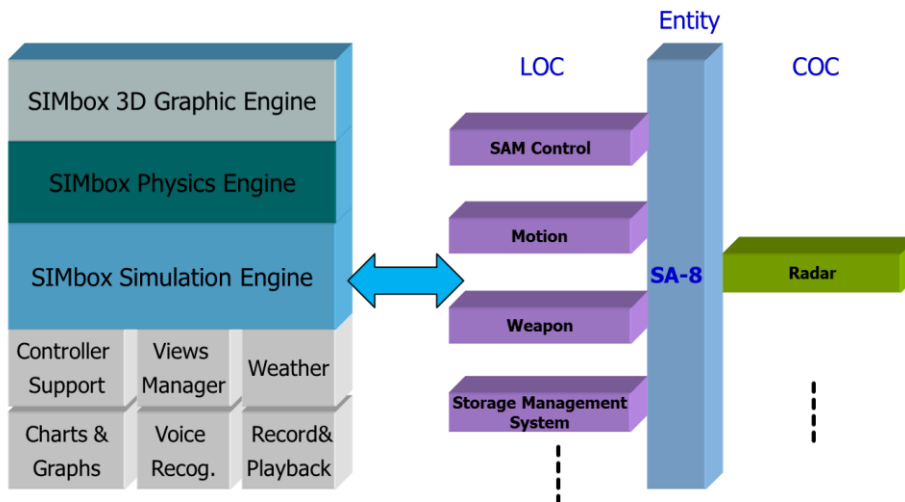 Entity
LOC
COC
SIMbox 3D Graphic Engine
SIMbox Physics Engine
SIMbox Simulation Engine
Controller
Support
Views
Manager
Weather
Charts &
Graphs
Voice
Recog.
Record&
Playback
SAM Control
Motion
Weapon
Storage Management
System
SA-8
Radar